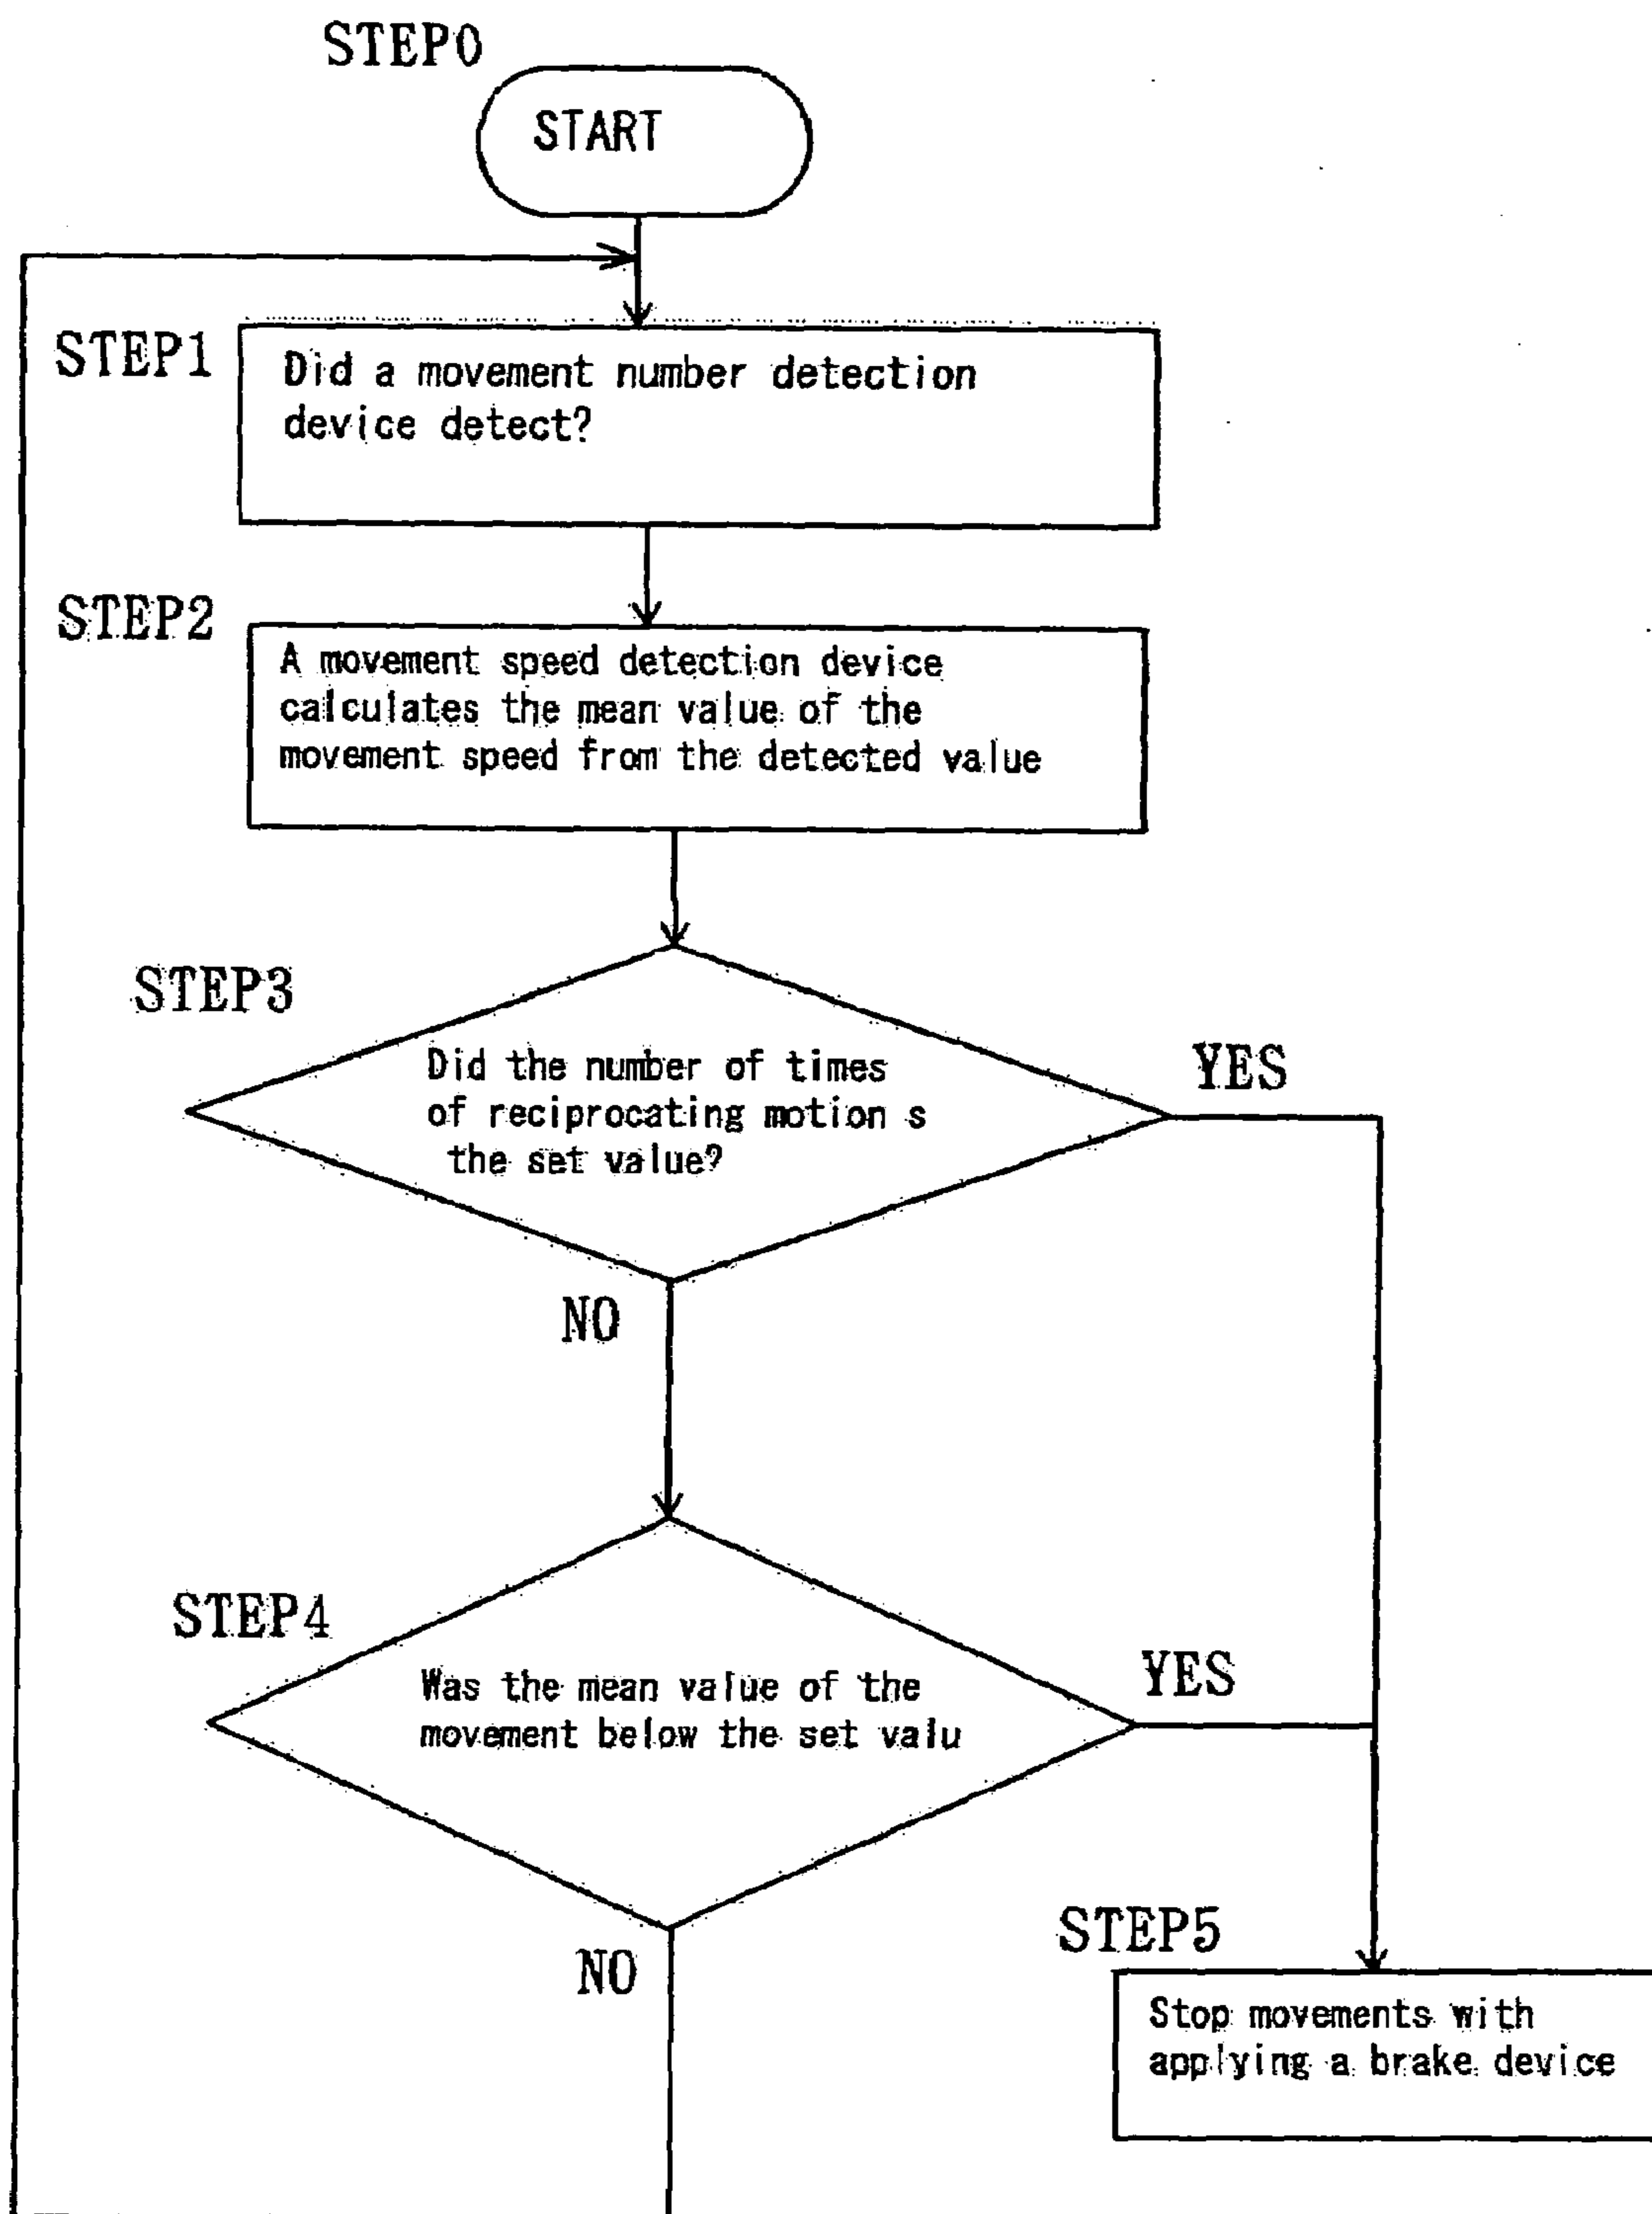 STEP0
START
STEP1
Did a movement number detection
device detect?
STEP2
A movement speed detection device
calculates the mean value of the
movement speed from the detected value
STEP3
Did the number of times
of reciprocating motion s
the set value?
YES
NO
STEP4
Was the mean value of the
movement below the set valu
YES
NO
STEP5
Stop movements with
applying a brake device